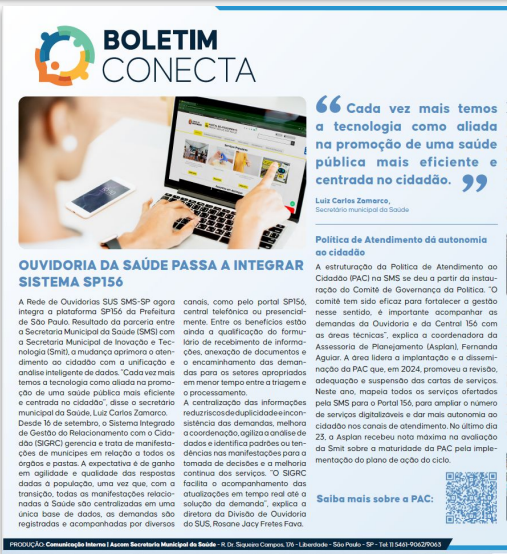 BOLETIM
CONECTA
“Cada vez mais temos
a tecnologia como aliada
na promoção de uma saúde
pública mais eficiente e
centrada no cidadão.”
Luiz Carlos Zamarco,
Secretário municipal da Saúde
OUVIDORIA DA SAÚDE PASSA A INTEGRAR
SISTEMA SP156
A Rede de Ouvidorias SUS SMS-SP agora
integra a plataforma SP156 da Prefeitura
de São Paulo. Resultado da parceria entre
a Secretaria Municipal da Saúde (SMS) com
a Secretaria Municipal de Inovação e Tec-
nologia (Smit), a mudança aprimora o aten-
dimento ao cidadão com a unificação e
análise inteligente de dados. "Cada vez mais
temos a tecnologia como aliada na promo-
ção de uma saúde pública mais eficiente
e centrada no cidadão", disse o secretário
municipal da Saúde, Luiz Carlos Zamarco.
Desde 16 de setembro, o Sistema Integrado
de Gestão do Relacionamento com o Cida-
dão (SIGRC) gerencia e trata de manifesta-
ções de munícipes em relação a todos os
órgãos e pastas. A expectativa é de ganho
em agilidade e qualidade das respostas
dadas à população, uma vez que, com a
transição, todas as manifestações relacio-
nadas à Saúde são centralizadas em uma
única base de dados, as demandas são
registradas e acompanhadas por diversos
canais, como pelo portal SP156,
central telefônica ou presencial-
mente. Entre os benefícios estão
ainda a qualificação do formu-
lário de recebimento de informa-
ções, anexação de documentos e
o encaminhamento das deman-
das para os setores apropriados
em menor tempo entre a triagem e
o processamento.
A centralização das informações
reduz riscos de duplicidade e incon-
sistência das demandas, melhora
a coordenação, agiliza a análise de
dados e identifica padrões ou ten-
dências nas manifestações para a
tomada de decisões e a melhoria
contínua dos serviços. "O SIGRC
facilita o acompanhamento das
atualizações em tempo real até a
solução da demanda", explica a
diretora da Divisão de Ouvidoria
do SUS, Rosane Jacy Fretes Fava.
Política de Atendimento dá autonomia
ao cidadão
A estruturação da Política de Atendimento ao
Cidadão (PAC) na SMS se deu a partir da instau-
ração do Comitê de Governança da Política. "O
comitê tem sido eficaz para fortalecer a gestão
nesse sentido, é importante acompanhar as
demandas da Ouvidoria e da Central 156 com
as áreas técnicas", explica a coordenadora da
Assessoria de Planejamento (Asplan), Fernanda
Aguiar. A área lidera a implantação e a dissemi-
nação da PAC que, em 2024, promoveu a revisão,
adequação e suspensão das cartas de serviços.
Neste ano, mapeia todos os serviços ofertados
pela SMS para o Portal 156, para ampliar o número
de serviços digitalizáveis e dar mais autonomia ao
cidadão nos canais de atendimento. No último dia
23, a Asplan recebeu nota máxima na avaliação
da Smit sobre a maturidade da PAC pela imple-
mentação do plano de ação do ciclo.
Saiba mais sobre a PAC:
PRODUÇÃO: Comunicação Interna | Ascom Secretaria Municipal da Saúde - R. Dr. Siqueira Campos, 176 - Liberdade - São Paulo - SP - Tel: 11 5461-9062/9063